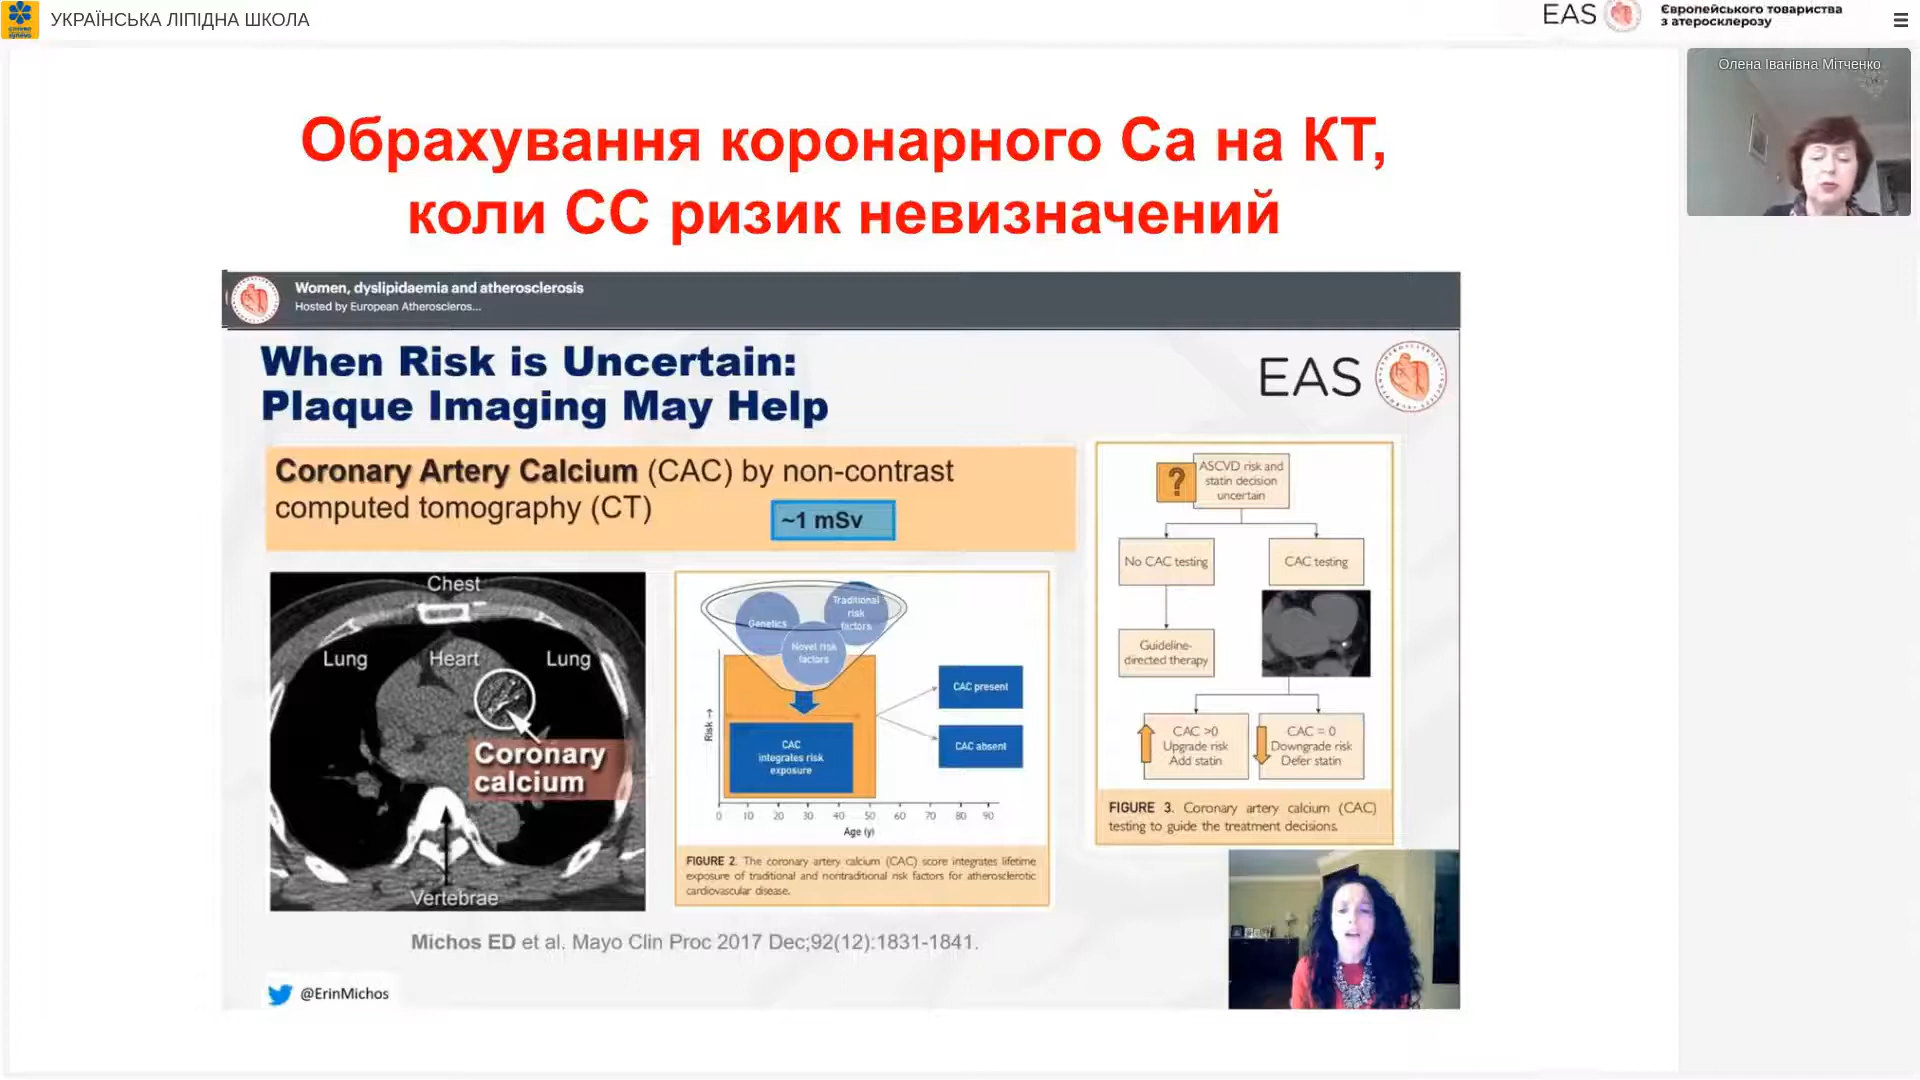 УКРАЇНСЬКА ЛІПІДНА ШКОЛА
EAS
Європейського товариства
з атеросклерозу
Олена Іванівна Мітченко
Обрахування коронарного Са на КТ,
коли СС ризик невизначений
Women, dyslipidaemia and atherosclerosis
Hosted by European Atheroscleros...
When Risk is Uncertain:
Plaque Imaging May Help
EAS
Coronary Artery Calcium (CAC) by non-contrast
computed tomography (CT)
~1 mSv
Chest
Lung
Heart
Lung
Coronary
calcium
Vertebrae
Genetics
Traditional
risk
factors
Novel risk
factors
Risk →
CAC
integrates risk
exposure
CAC present
CAC absent
0 10 20 30 40 50 60 70 80 90
Age (y)
FIGURE 2. The coronary artery calcium (CAC) score integrates lifetime
exposure of traditional and nontraditional risk factors for atherosclerotic
cardiovascular disease.
?
ASCVD risk and
statin decision
uncertain
No CAC testing
CAC testing
Guideline-
directed therapy
CAC >0
Upgrade risk
Add statin
CAC = 0
Downgrade risk
Defer statin
FIGURE 3. Coronary artery calcium (CAC)
testing to guide the treatment decisions.
Michos ED et al. Mayo Clin Proc 2017 Dec;92(12):1831-1841.
@ErinMichos